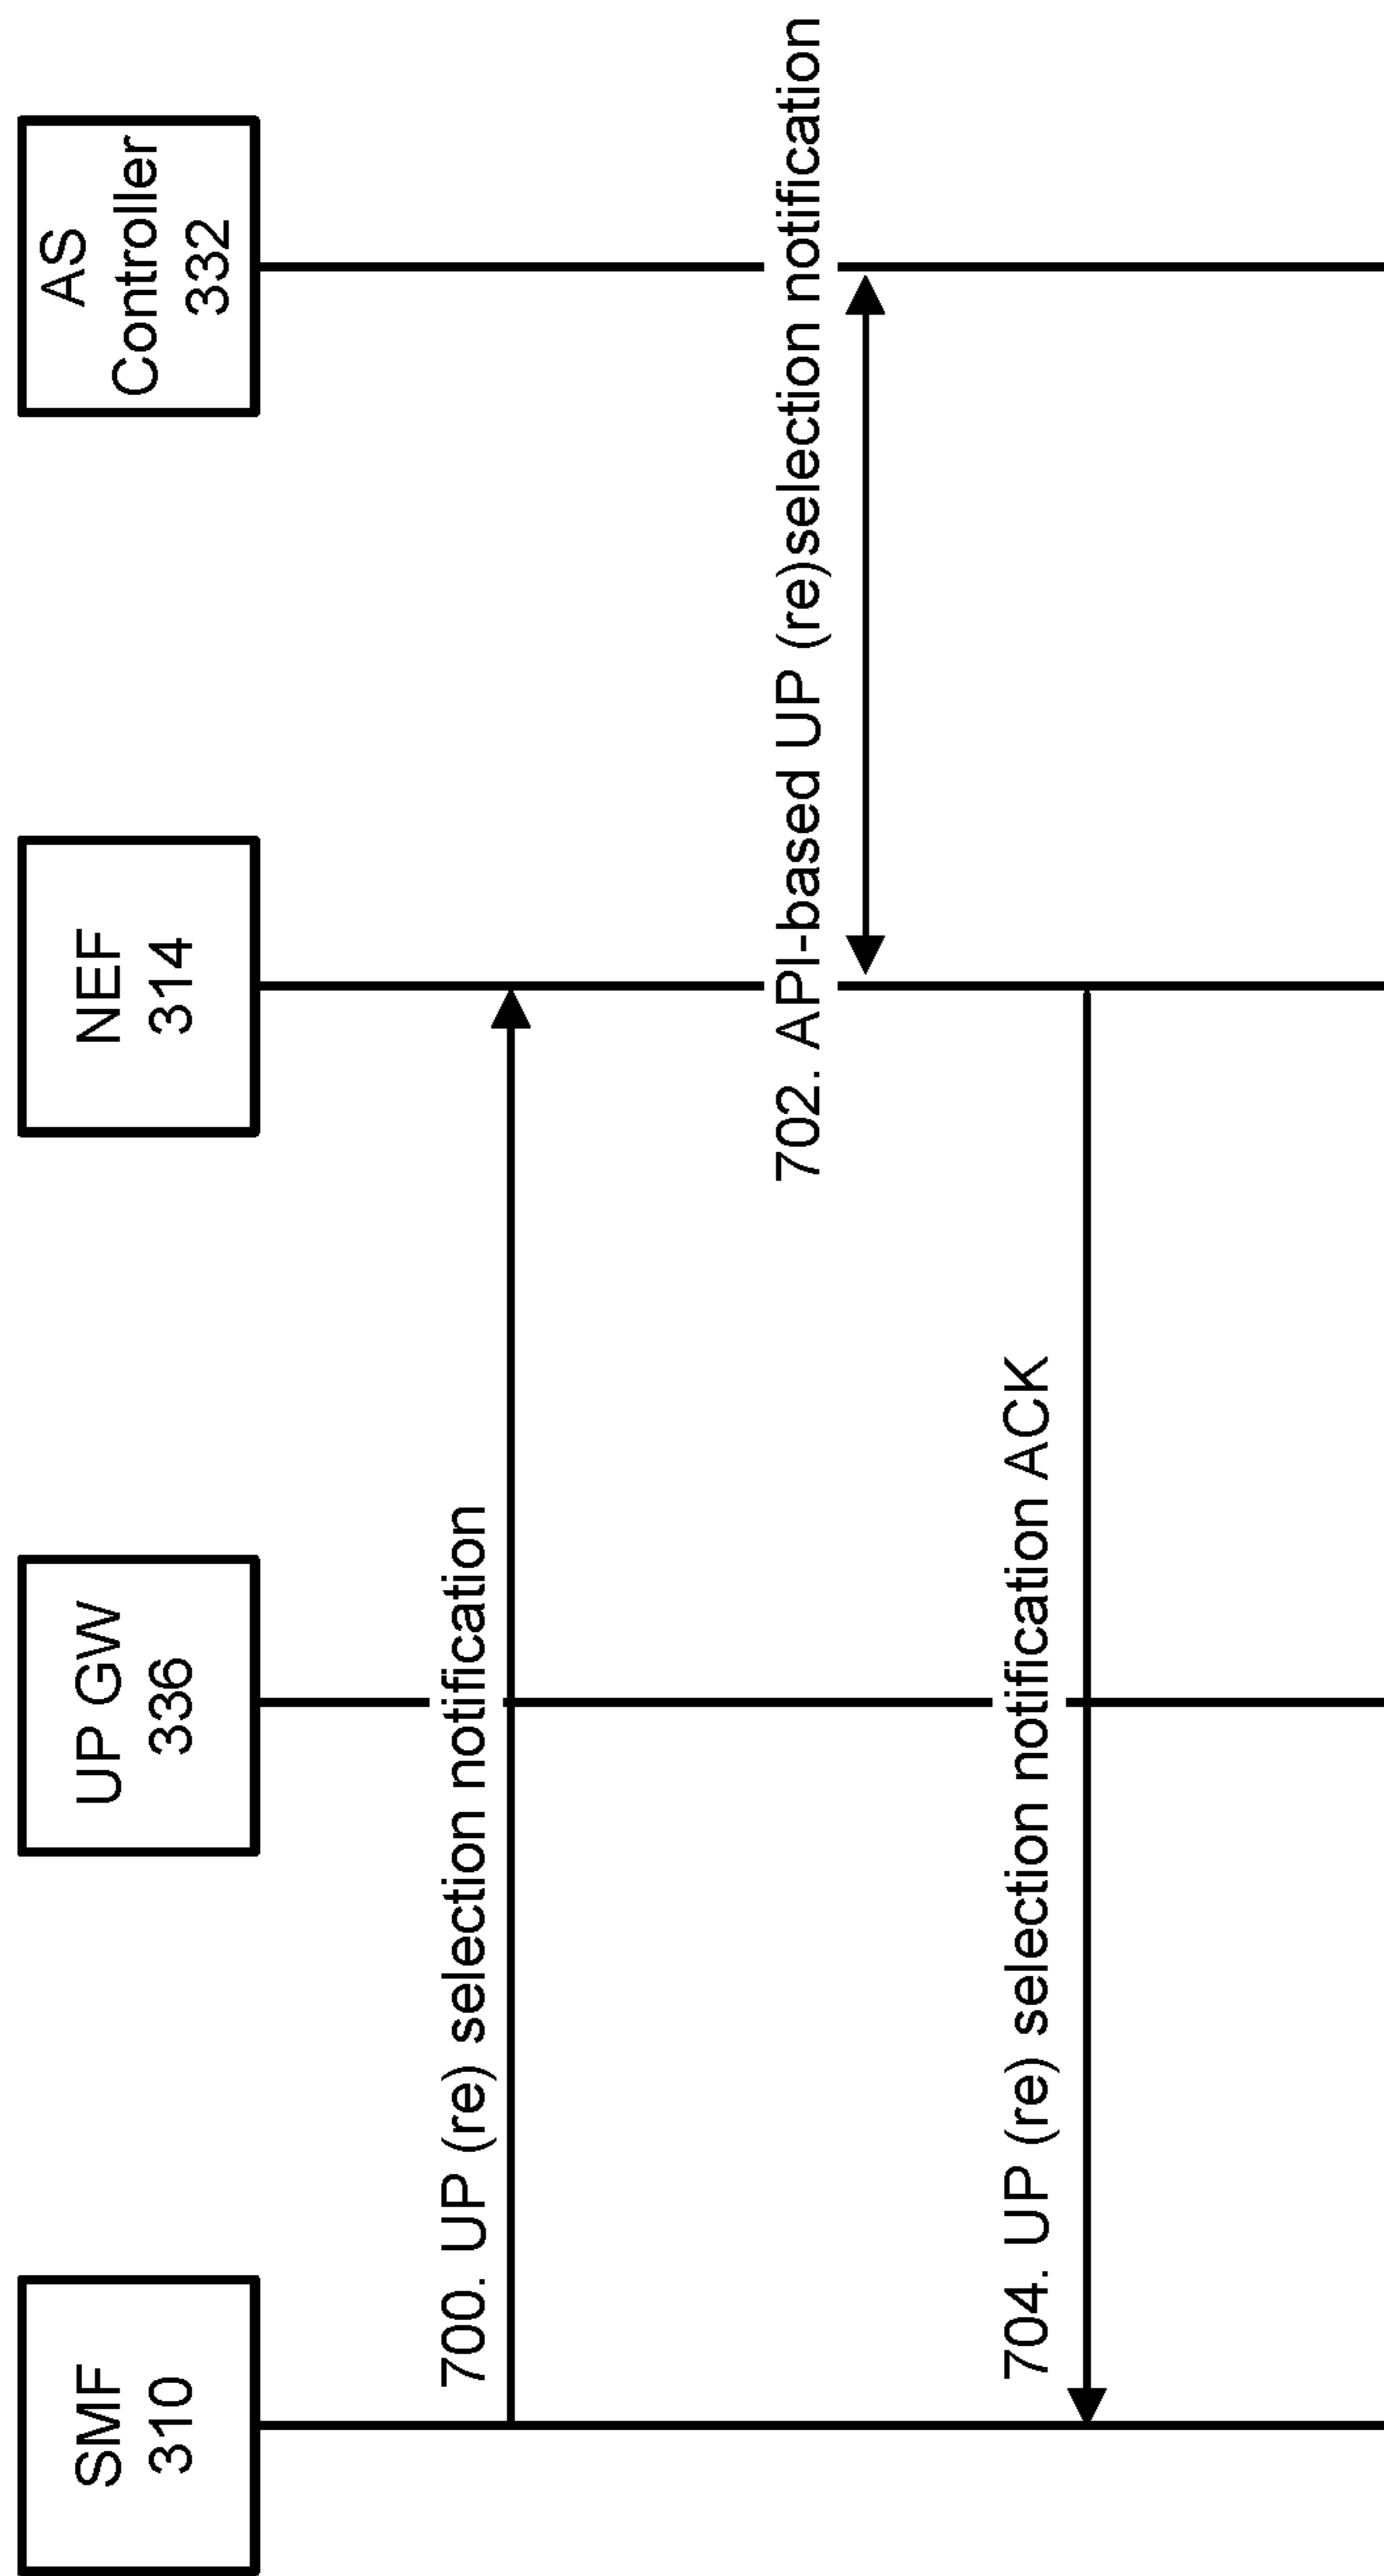 SMF
310
UP GW
336
NEF
314
AS
Controller
332
700. UP (re) selection notification
702. API-based UP (re)selection notification
704. UP (re) selection notification ACK